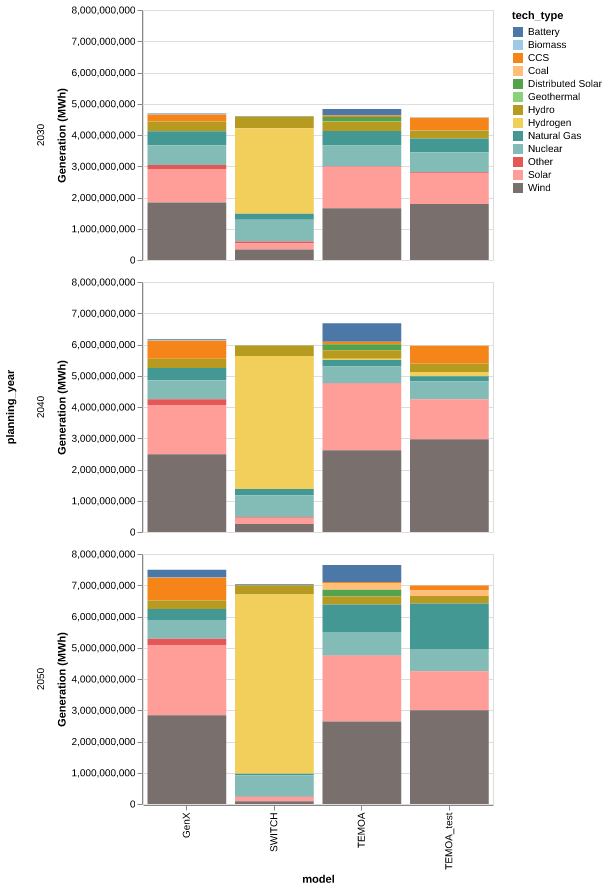 tech_type
Battery
Biomass
CCS
Coal
Distributed Solar
Geothermal
Hydro
Hydrogen
Natural Gas
Nuclear
Other
Solar
Wind
planning_year
2030
Generation (MWh)
8,000,000,000
7,000,000,000
6,000,000,000
5,000,000,000
4,000,000,000
3,000,000,000
2,000,000,000
1,000,000,000
0
2040
Generation (MWh)
8,000,000,000
7,000,000,000
6,000,000,000
5,000,000,000
4,000,000,000
3,000,000,000
2,000,000,000
1,000,000,000
0
2050
Generation (MWh)
8,000,000,000
7,000,000,000
6,000,000,000
5,000,000,000
4,000,000,000
3,000,000,000
2,000,000,000
1,000,000,000
0
GenX
SWITCH
TEMOA
TEMOA_test
model